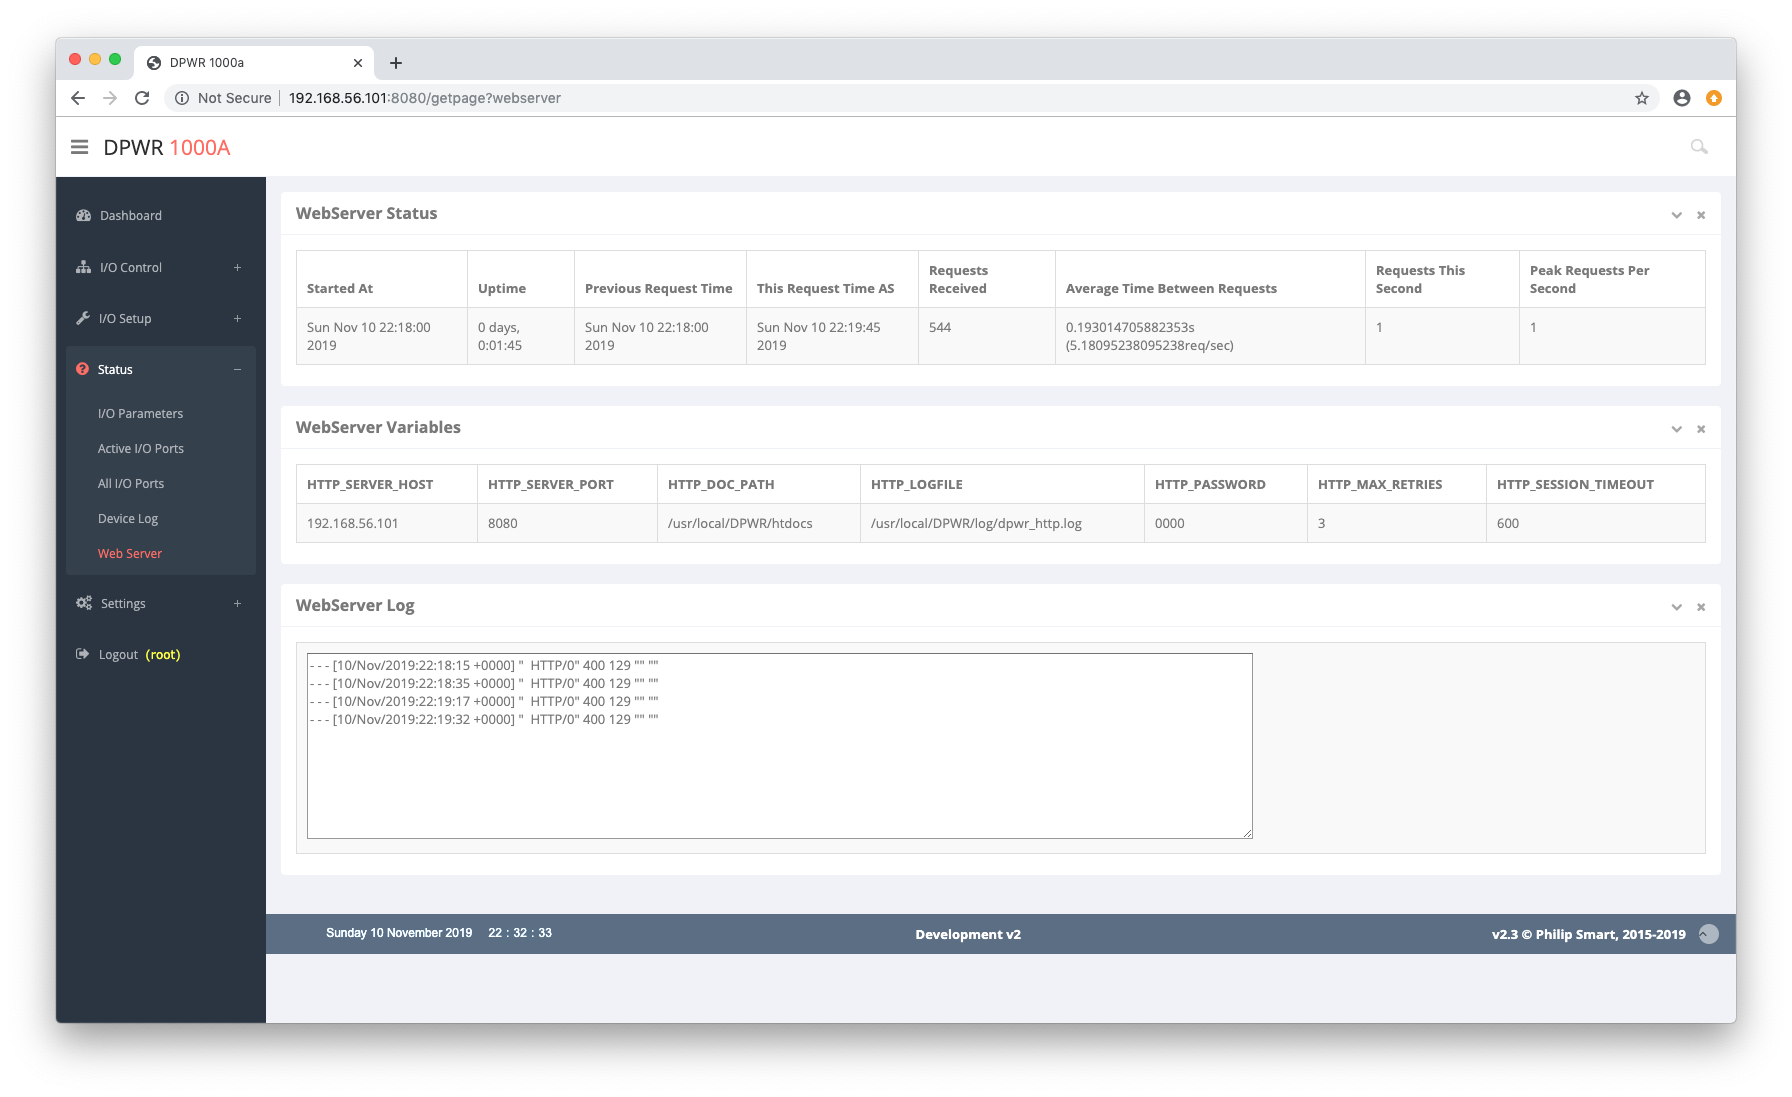 DPWR 1000a
Not Secure 192.168.56.101:8080/getpage?webserver
DPWR 1000A
Dashboard
I/O Control
I/O Setup
Status
I/O Parameters
Active I/O Ports
All I/O Ports
Device Log
Web Server
Settings
Logout (root)
WebServer Status
Started At Uptime Previous Request Time This Request Time AS Requests Received Average Time Between Requests Requests This Second Peak Requests Per Second
Sun Nov 10 22:18:00 2019 0 days, 0:01:45 Sun Nov 10 22:18:00 2019 Sun Nov 10 22:19:45 2019 544 0.193014705882353s (5.18095238095238req/sec) 1 1
WebServer Variables
HTTP_SERVER_HOST HTTP_SERVER_PORT HTTP_DOC_PATH HTTP_LOGFILE HTTP_PASSWORD HTTP_MAX_RETRIES HTTP_SESSION_TIMEOUT
192.168.56.101 8080 /usr/local/DPWR/htdocs /usr/local/DPWR/log/dpwr_http.log 0000 3 600
WebServer Log
- - - [10/Nov/2019:22:18:15 +0000] "  HTTP/0" 400 129 "" ""
- - - [10/Nov/2019:22:18:35 +0000] "  HTTP/0" 400 129 "" ""
- - - [10/Nov/2019:22:19:17 +0000] "  HTTP/0" 400 129 "" ""
- - - [10/Nov/2019:22:19:32 +0000] "  HTTP/0" 400 129 "" ""
Sunday 10 November 2019 22 : 32 : 33 Development v2 v2.3 © Philip Smart, 2015-2019